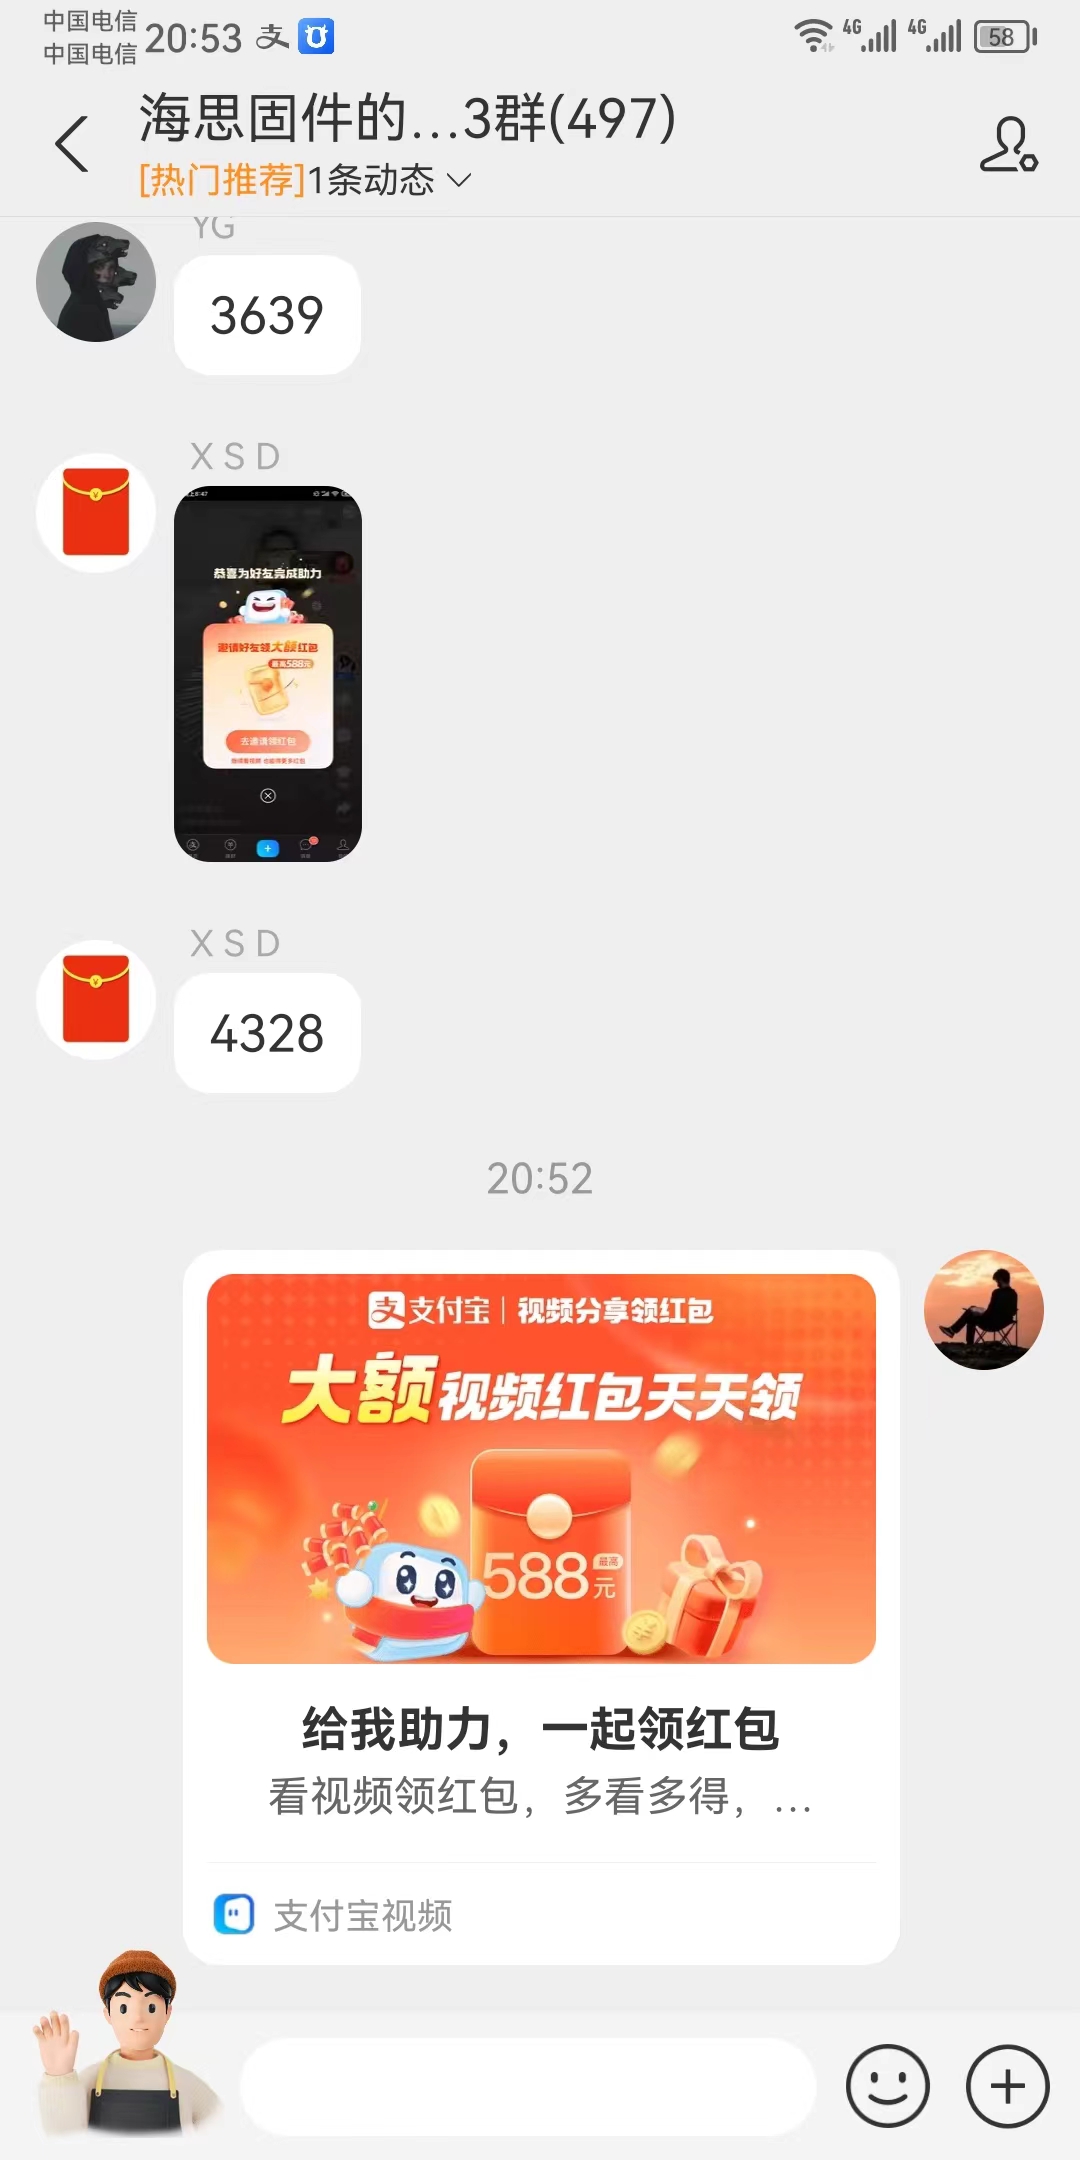 中国电信
中国电信
20:53
支
4G
4G
58
海思固件的...3群(497)
[热门推荐]1条动态
YG
3639
X S D
恭喜为好友完成助力
邀请好友领大额红包
最高588元
去邀请领红包
X S D
4328
20:52
支 支付宝 | 视频分享领红包
大额视频红包天天领
588
最高
元
给我助力，一起领红包
看视频领红包，多看多得，...
支付宝视频